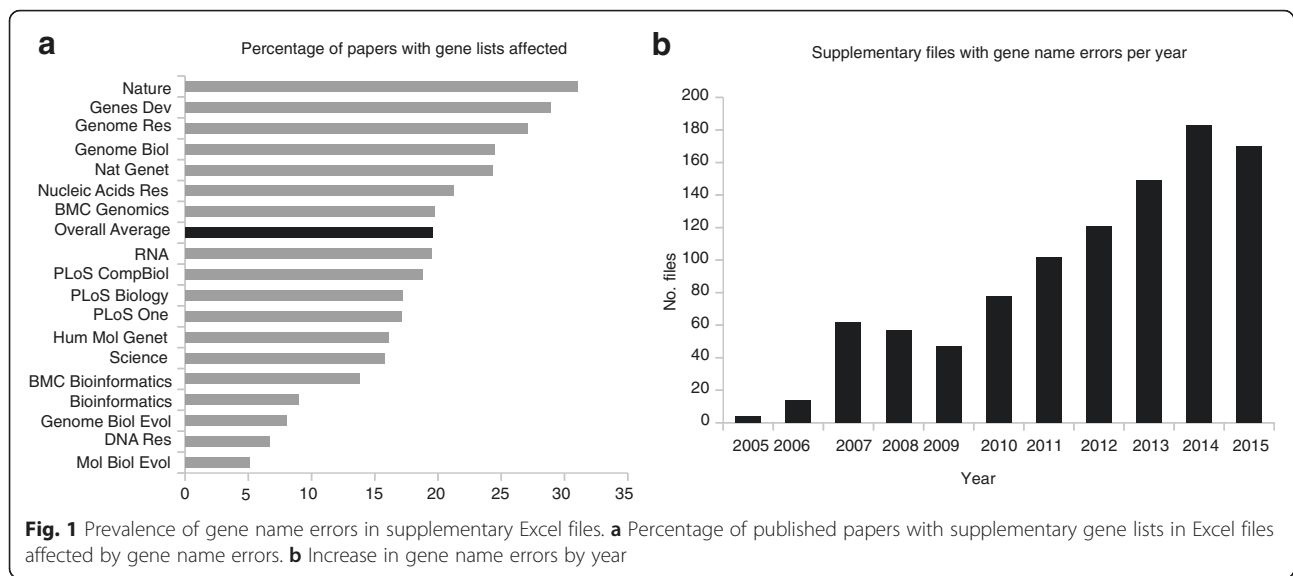 a
Percentage of papers with gene lists affected
Nature
Genes Dev
Genome Res
Genome Biol
Nat Genet
Nucleic Acids Res
BMC Genomics
Overall Average
RNA
PLoS CompBiol
PLoS Biology
PLoS One
Hum Mol Genet
Science
BMC Bioinformatics
Bioinformatics
Genome Biol Evol
DNA Res
Mol Biol Evol
0 5 10 15 20 25 30 35
b
Supplementary files with gene name errors per year
200
180
160
140
120
100
80
60
40
20
0
No. files
2005 2006 2007 2008 2009 2010 2011 2012 2013 2014 2015
Year
Fig. 1 Prevalence of gene name errors in supplementary Excel files. a Percentage of published papers with supplementary gene lists in Excel files
affected by gene name errors. b Increase in gene name errors by year